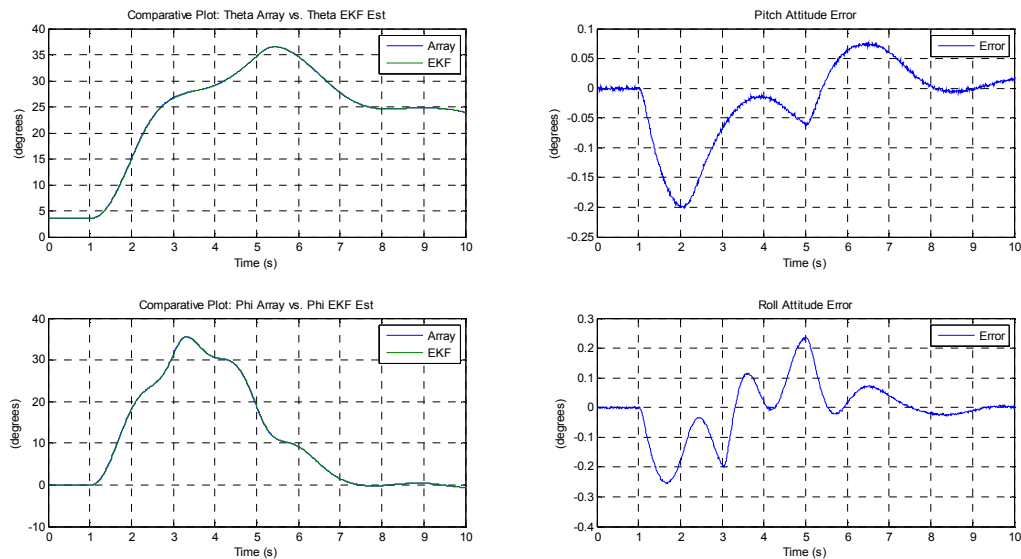 Comparative Plot: Theta Array vs. Theta EKF Est
40
35
30
25
20
15
10
5
0
(degrees)
Array
EKF
0 1 2 3 4 5 6 7 8 9 10
Time (s)
Pitch Attitude Error
0.1
0.05
0
-0.05
-0.1
-0.15
-0.2
-0.25
(degrees)
Error
0 1 2 3 4 5 6 7 8 9 10
Time (s)
Comparative Plot: Phi Array vs. Phi EKF Est
40
30
20
10
0
-10
(degrees)
Array
EKF
0 1 2 3 4 5 6 7 8 9 10
Time (s)
Roll Attitude Error
0.3
0.2
0.1
0
-0.1
-0.2
-0.3
-0.4
(degrees)
Error
0 1 2 3 4 5 6 7 8 9 10
Time (s)